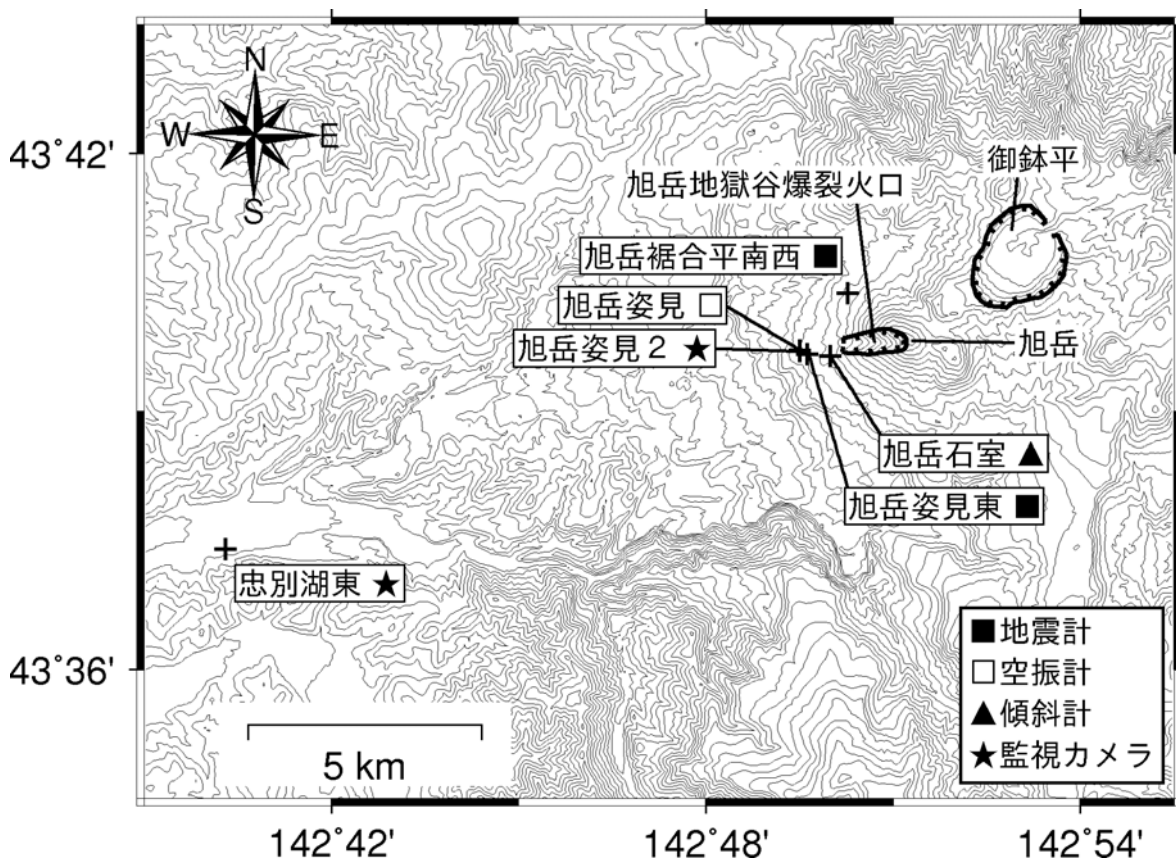 N
W E
S
43°42'
御鉢平
旭岳地獄谷爆裂火口
旭岳裾合平南西 ■
旭岳姿見 □
旭岳姿見2 ★
旭岳
旭岳石室 ▲
旭岳姿見東 ■
忠別湖東 ★
43°36'
5 km
■地震計
□空振計
▲傾斜計
★監視カメラ
142°42' 142°48' 142°54'